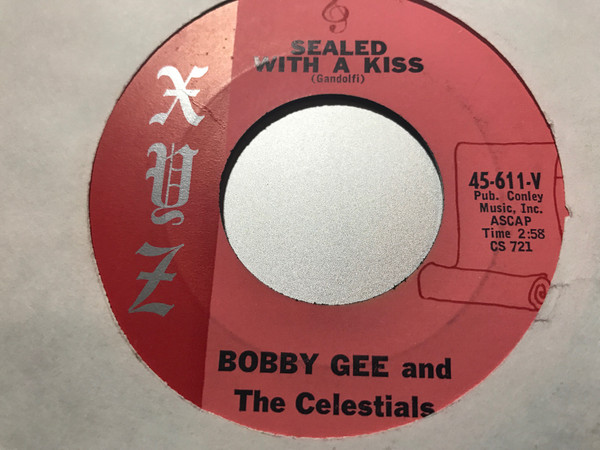 SEALED
WITH A KISS
(Gandolfi)
X
Y
Z
45-611-V
Pub. Conley
Music, Inc.
ASCAP
Time 2:58
CS 721
BOBBY GEE and
The Celestials